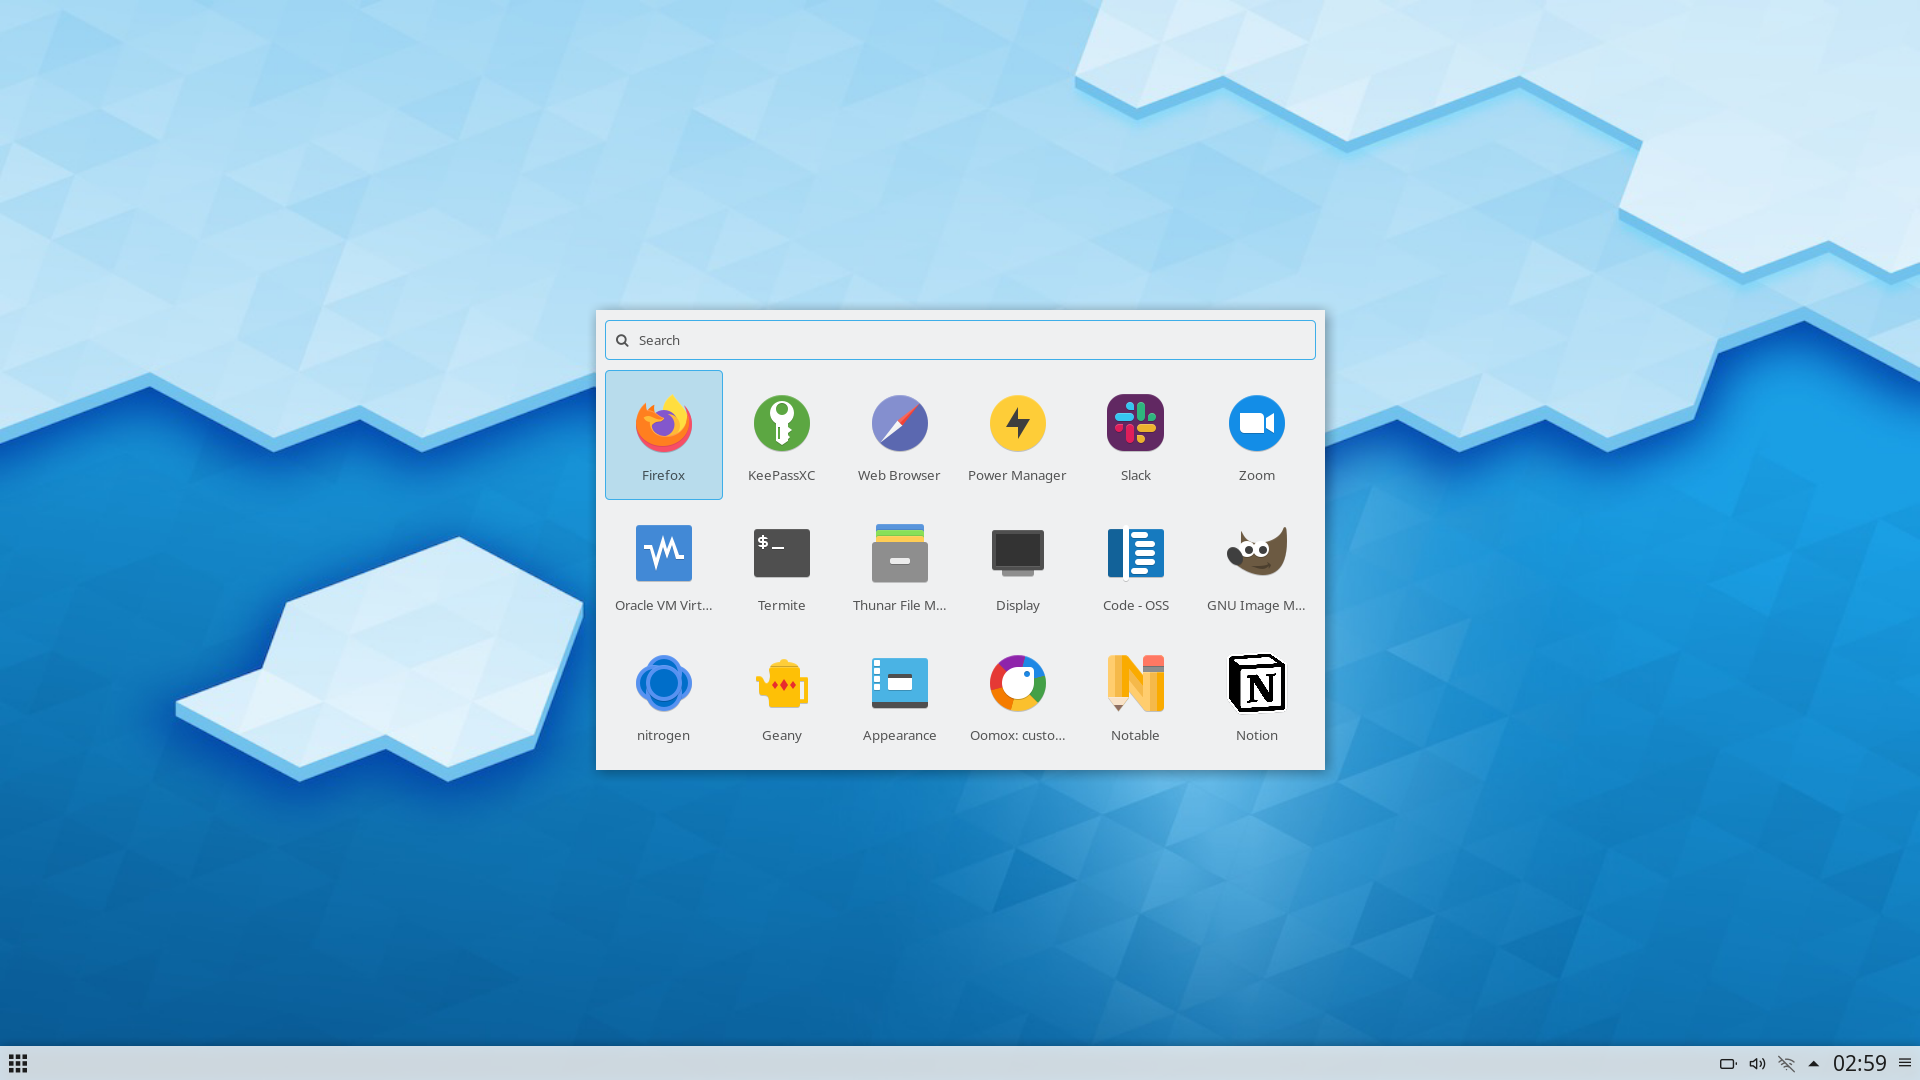 Search
Firefox KeePassXC Web Browser Power Manager Slack Zoom
$ _
Oracle VM Virt... Termite Thunar File M... Display Code - OSS GNU Image M...
N
nitrogen Geany Appearance Oomox: custo... Notable Notion
02:59